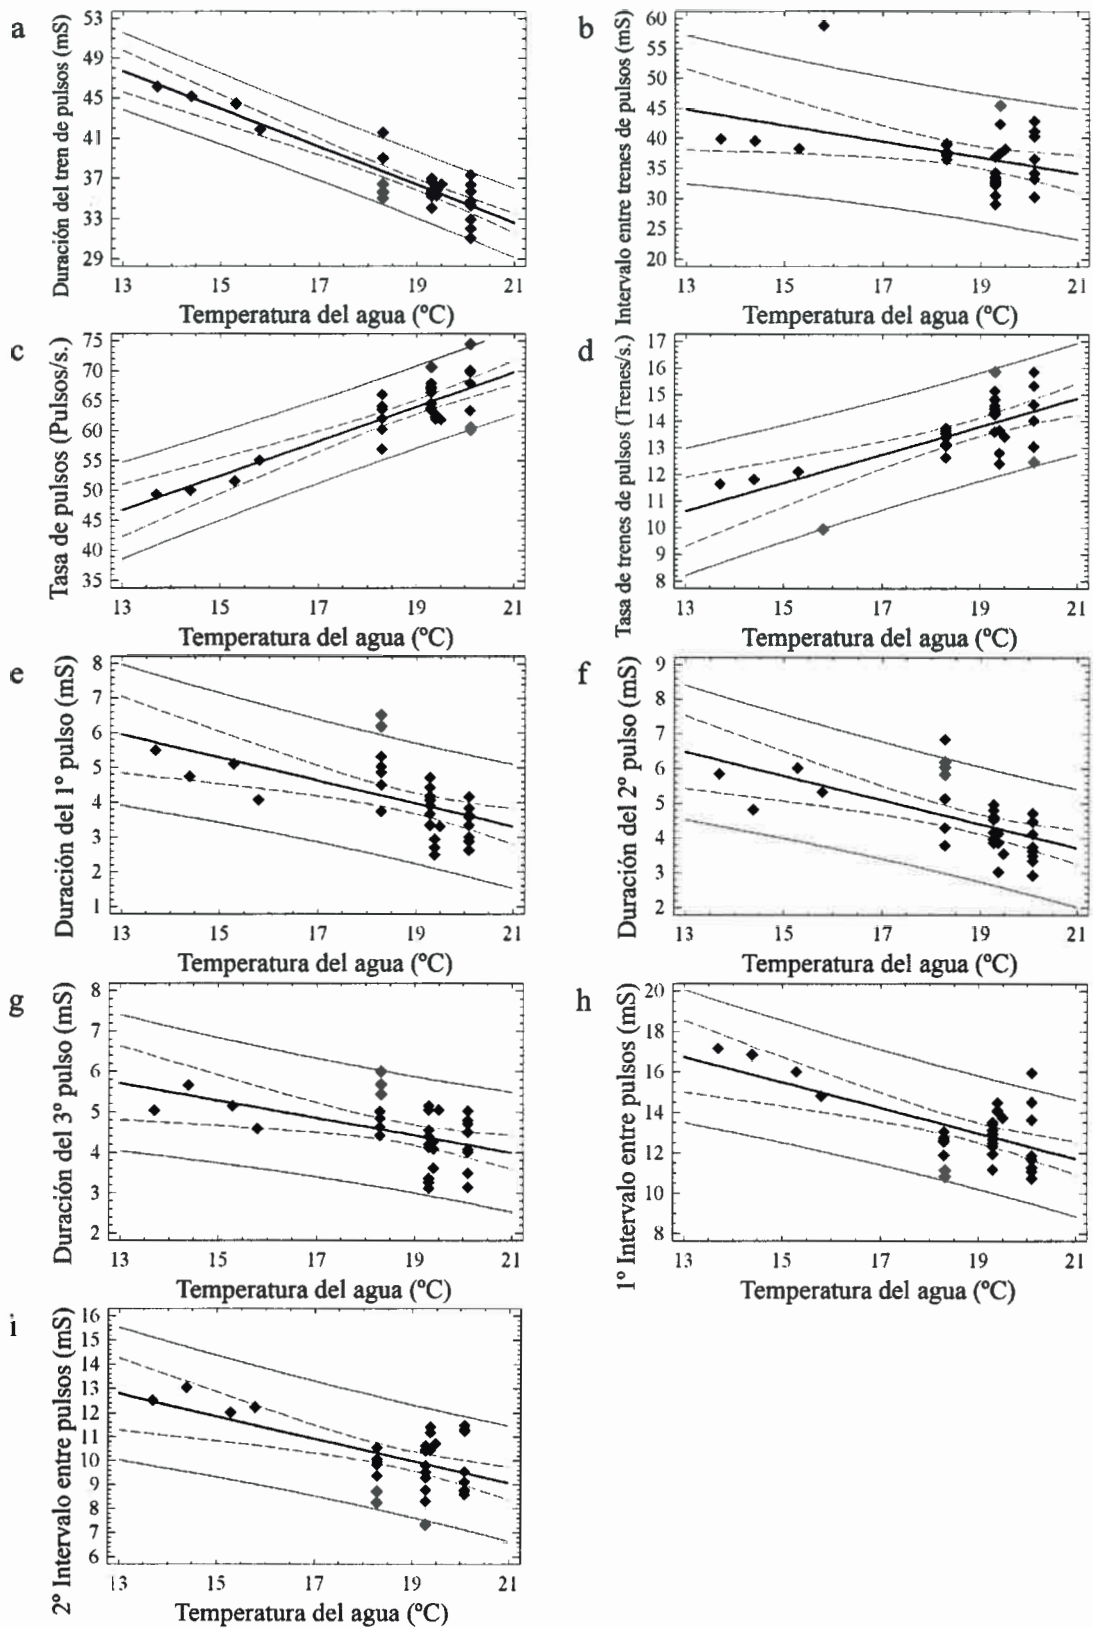 a
Duración del tren de pulsos (mS)
49
45
41
37
33
29
13 15 17 19 21
Temperatura del agua (ºC)
b
Intervalo entre trenes de pulsos (mS)
60
55
50
45
40
35
30
25
20
13 15 17 19 21
Temperatura del agua (ºC)
c
Tasa de pulsos (Pulsos/s.)
75
70
65
60
55
50
45
40
35
13 15 17 19 21
Temperatura del agua (ºC)
d
Tasa de trenes de pulsos (Trenes/s.)
17
16
15
14
13
12
11
10
9
8
13 15 17 19 21
Temperatura del agua (ºC)
e
Duración del 1º pulso (mS)
8
7
6
5
4
3
2
1
13 15 17 19 21
Temperatura del agua (ºC)
f
Duración del 2º pulso (mS)
9
8
7
6
5
4
3
2
13 15 17 19 21
Temperatura del agua (ºC)
g
Duración del 3º pulso (mS)
8
7
6
5
4
3
2
13 15 17 19 21
Temperatura del agua (ºC)
h
1º Intervalo entre pulsos (mS)
20
18
16
14
12
10
8
13 15 17 19 21
Temperatura del agua (ºC)
i
2º Intervalo entre pulsos (mS)
16
15
14
13
12
11
10
9
8
7
6
13 15 17 19 21
Temperatura del agua (ºC)